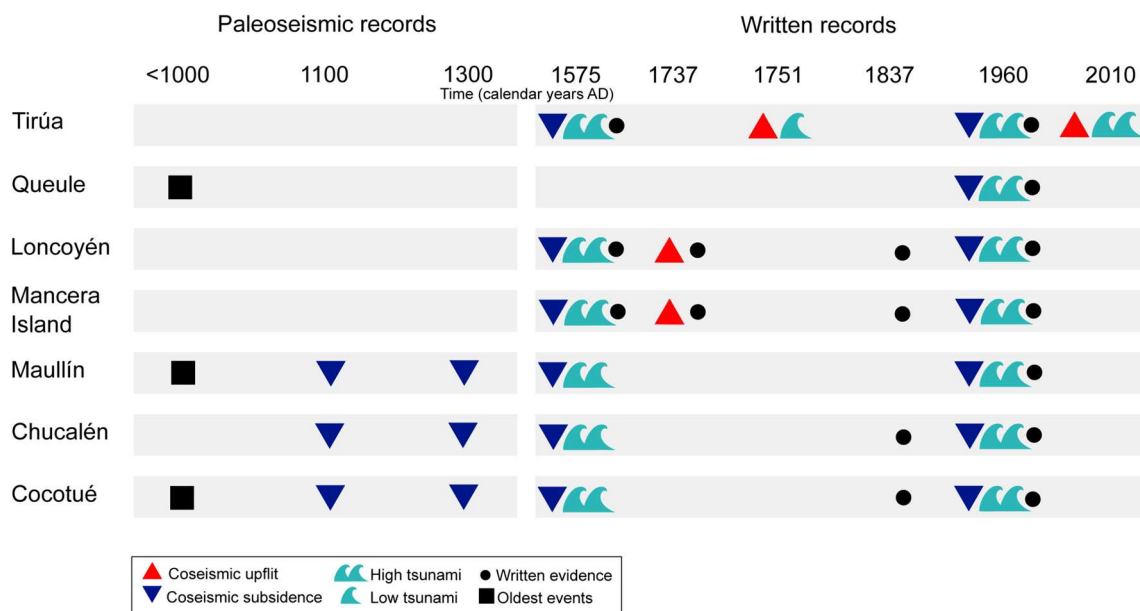 Paleoseismic records Written records
<1000 1100 1300 1575 1737 1751 1837 1960 2010
Time (calendar years AD)
Tirúa
Queule
Loncoyén
Mancera
Island
Maullín
Chucalén
Cocotué
Coseismic upflit High tsunami Written evidence
Coseismic subsidence Low tsunami Oldest events